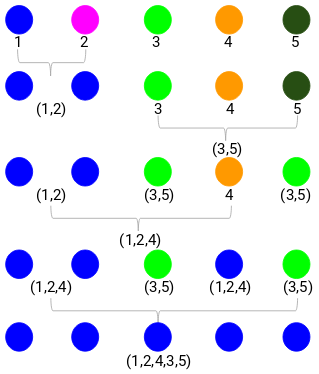 1 2 3 4 5
(1,2) 3 4 5
(3,5)
(1,2) (3,5) 4 (3,5)
(1,2,4)
(1,2,4) (3,5) (1,2,4) (3,5)
(1,2,4,3,5)